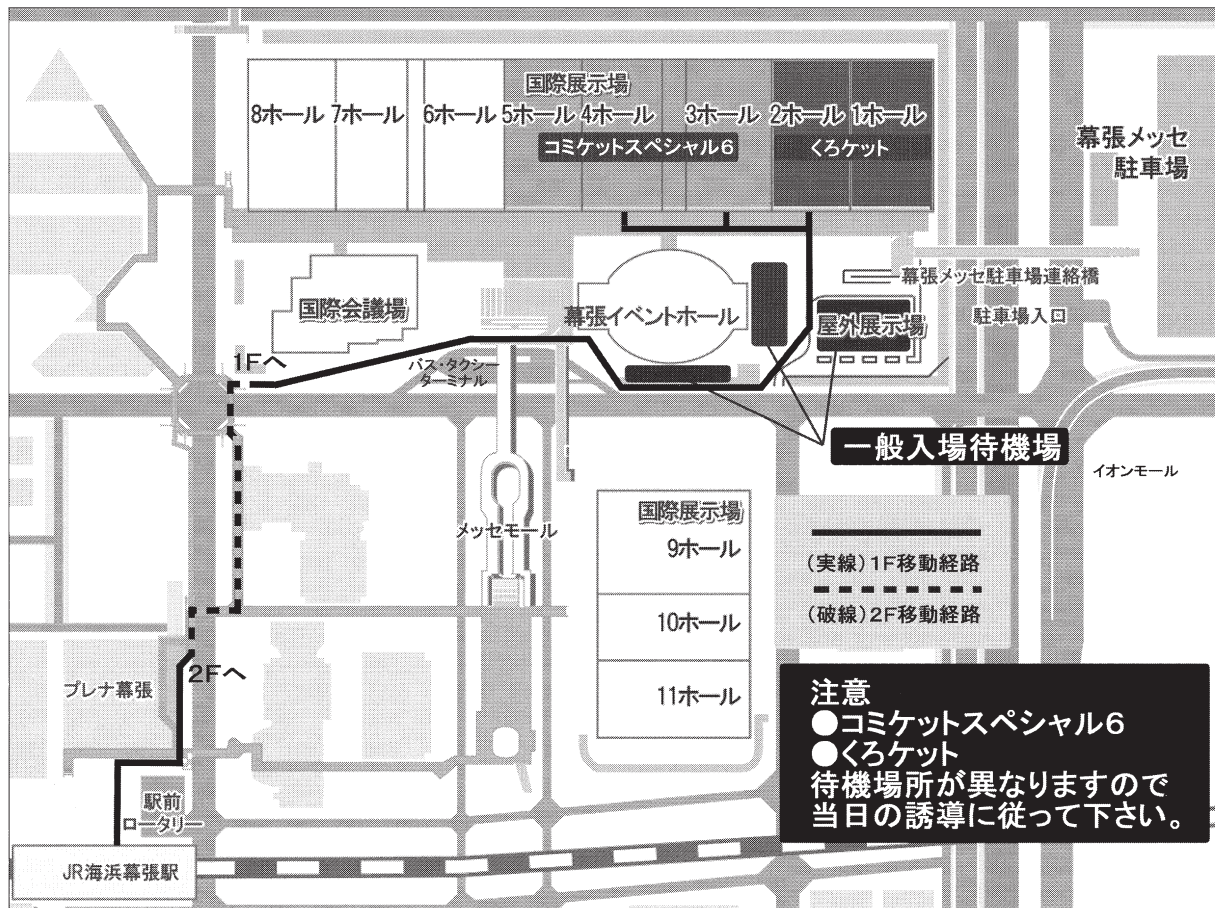 国際展示場
8ホール
7ホール
6ホール
5ホール
4ホール
3ホール
2ホール
1ホール
コミケットスペシャル6
くろケット
幕張メッセ
駐車場
国際会議場
幕張イベントホール
幕張メッセ駐車場連絡橋
屋外展示場
駐車場入口
1Fへ
バス・タクシー
ターミナル
一般入場待機場
イオンモール
メッセモール
国際展示場
9ホール
10ホール
11ホール
(実線)1F移動経路
(破線)2F移動経路
2Fへ
プレナ幕張
駅前
ロータリー
JR海浜幕張駅
注意
●コミケットスペシャル6
●くろケット
待機場所が異なりますので
当日の誘導に従って下さい。